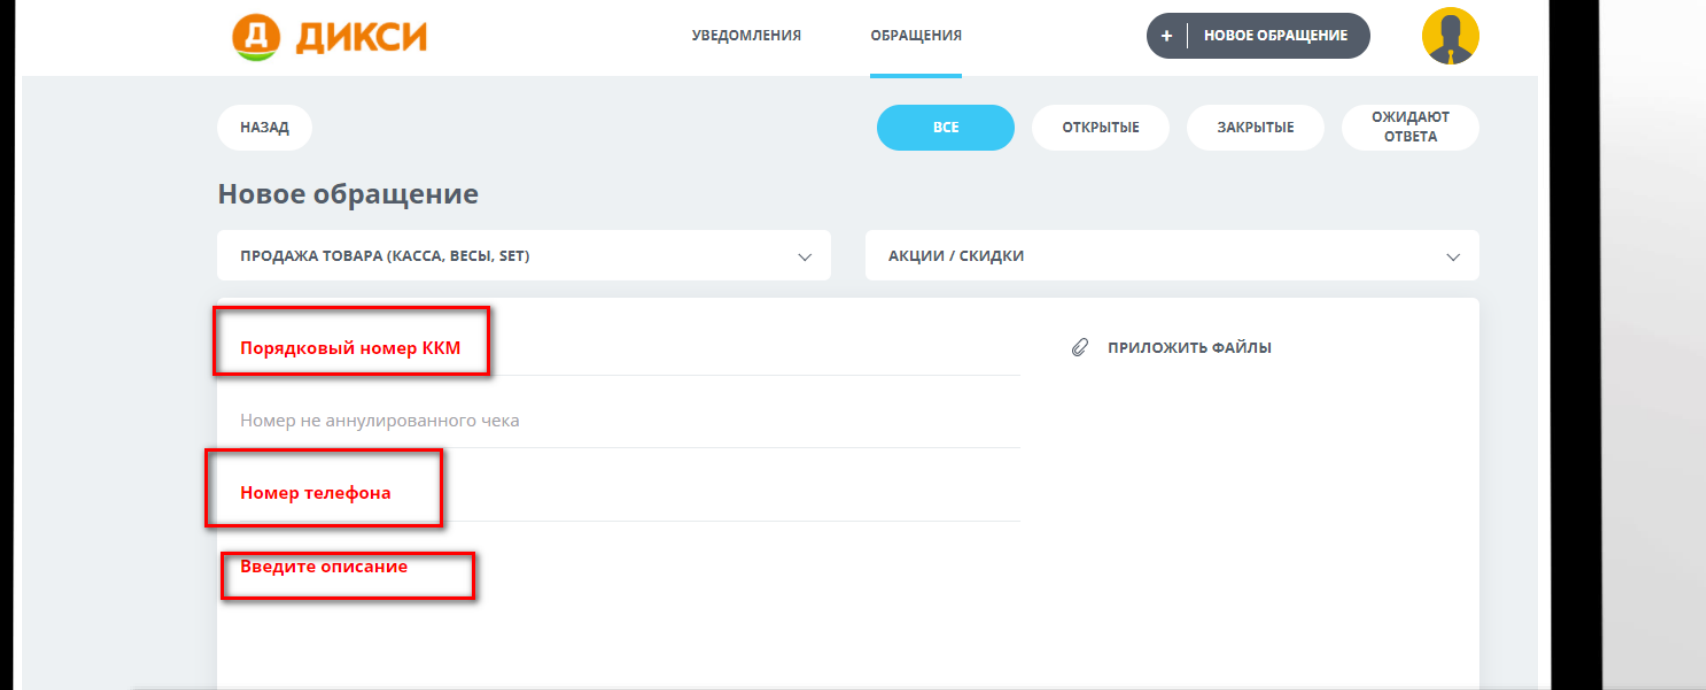 Д ДИКСИ
УВЕДОМЛЕНИЯ
ОБРАЩЕНИЯ
+ НОВОЕ ОБРАЩЕНИЕ
НАЗАД
ВСЕ
ОТКРЫТЫЕ
ЗАКРЫТЫЕ
ОЖИДАЮТ
ОТВЕТА
Новое обращение
ПРОДАЖА ТОВАРА (КАССА, ВЕСЫ, SET)
АКЦИИ / СКИДКИ
Порядковый номер ККМ
ПРИЛОЖИТЬ ФАЙЛЫ
Номер не аннулированного чека
Номер телефона
Введите описание